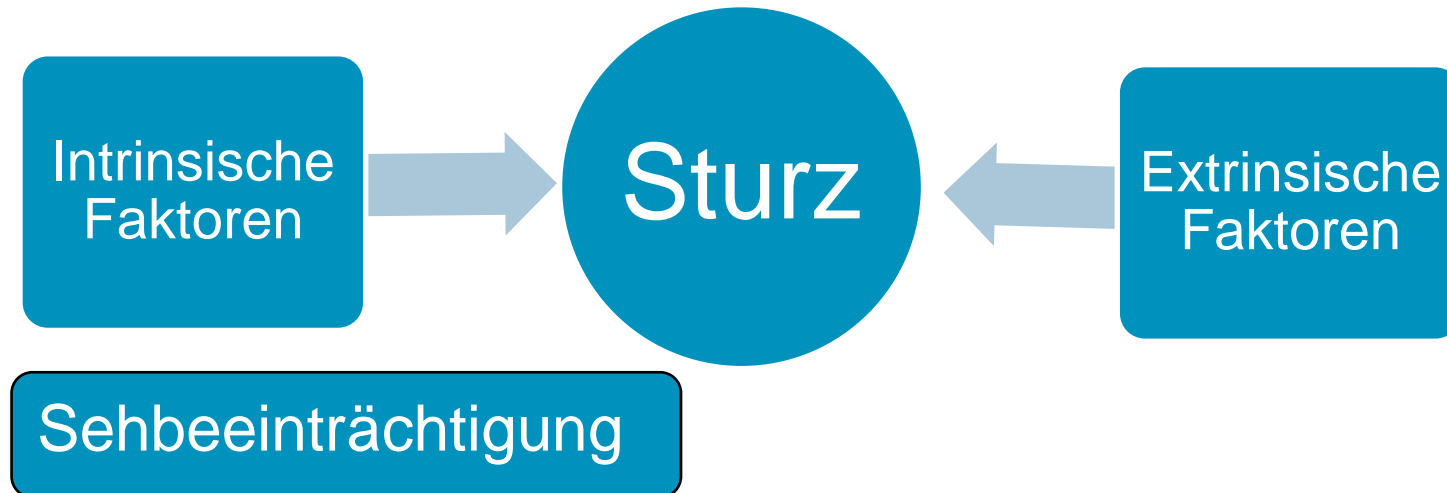 Intrinsische
Faktoren
Sturz
Extrinsische
Faktoren
Sehbeeinträchtigung